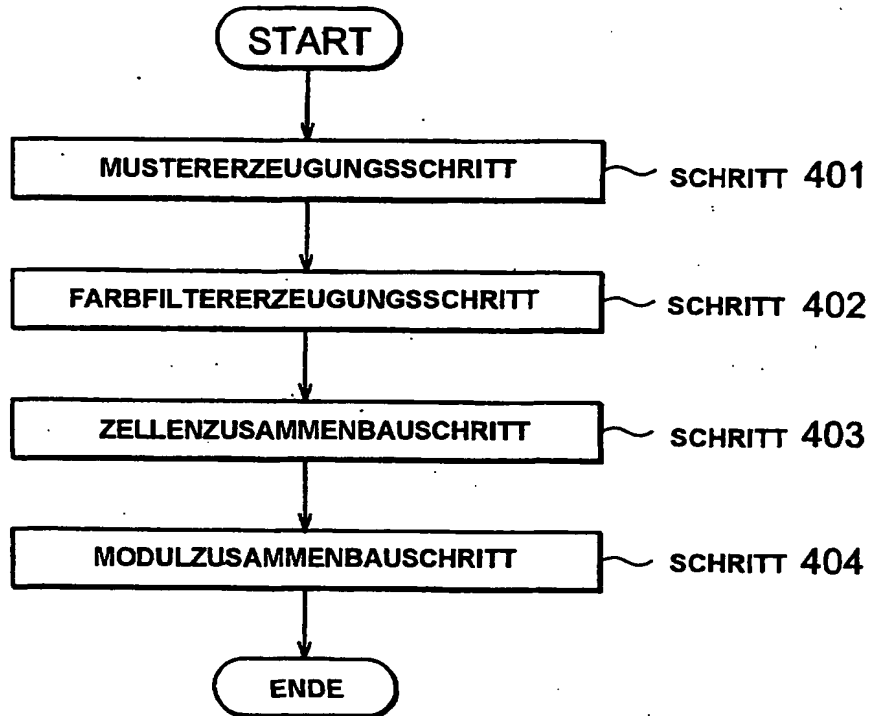 START
MUSTERERZEUGUNGSSCHRITT
SCHRITT 401
FARBFILTERERZEUGUNGSSCHRITT
SCHRITT 402
ZELLENZUSAMMENBAUSCHRITT
SCHRITT 403
MODULZUSAMMENBAUSCHRITT
SCHRITT 404
ENDE